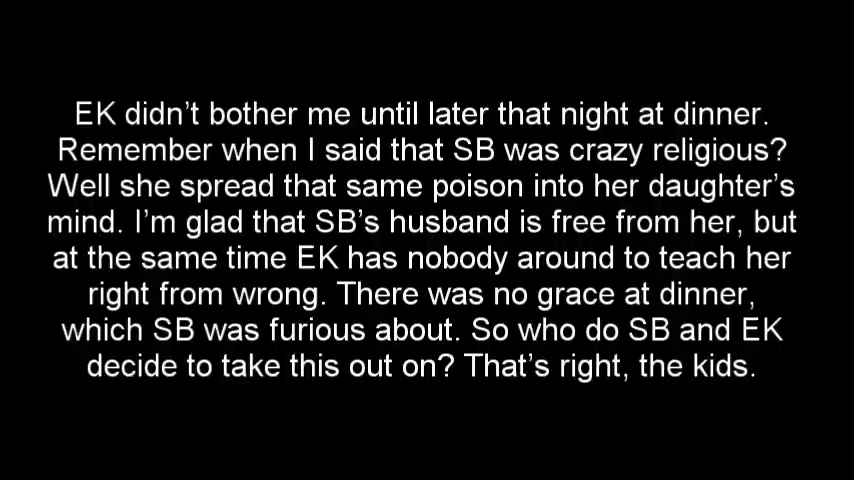 EK didn’t bother me until later that night at dinner.
Remember when I said that SB was crazy religious?
Well she spread that same poison into her daughter’s
mind. I’m glad that SB’s husband is free from her, but
at the same time EK has nobody around to teach her
right from wrong. There was no grace at dinner,
which SB was furious about. So who do SB and EK
decide to take this out on? That’s right, the kids.